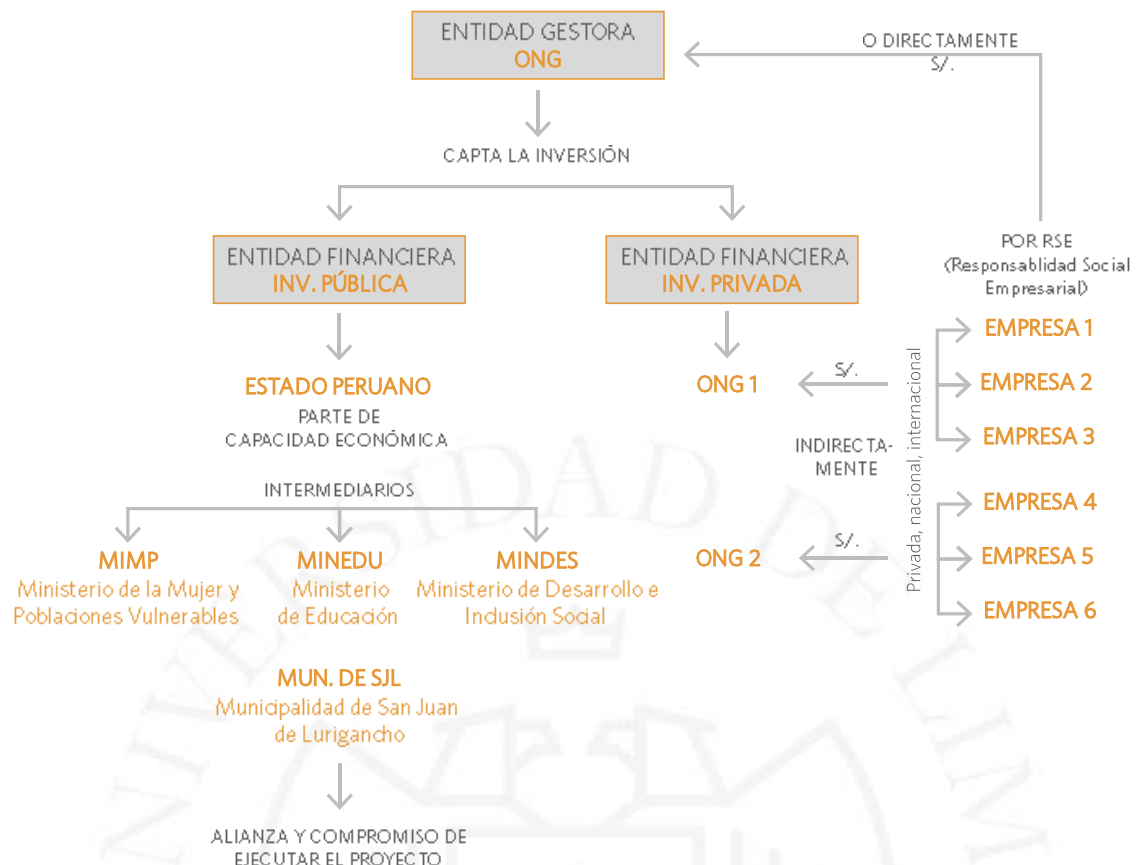 ENTIDAD GESTORA
ONG
O DIRECTAMENTE
S/.
CAPTA LA INVERSIÓN
ENTIDAD FINANCIERA
INV. PÚBLICA
ENTIDAD FINANCIERA
INV. PRIVADA
POR RSE
(Responsablidad Social
Empresarial)
ESTADO PERUANO
PARTE DE
CAPACIDAD ECONÓMICA
INTERMEDIARIOS
MIMP
Ministerio de la Mujer y
Poblaciones Vulnerables
MINEDU
Ministerio
de Educación
MINDES
Ministerio de Desarrollo e
Inclusión Social
MUN. DE SJL
Municipalidad de San Juan
de Lurigancho
ALIANZA Y COMPROMISO DE
EJECUTAR EL PROYECTO
ONG 1
S/.
INDIRECTA-
MENTE
ONG 2
S/.
Privada, nacional, internacional
EMPRESA 1
EMPRESA 2
EMPRESA 3
EMPRESA 4
EMPRESA 5
EMPRESA 6
NIVERSIDAD DE LIM